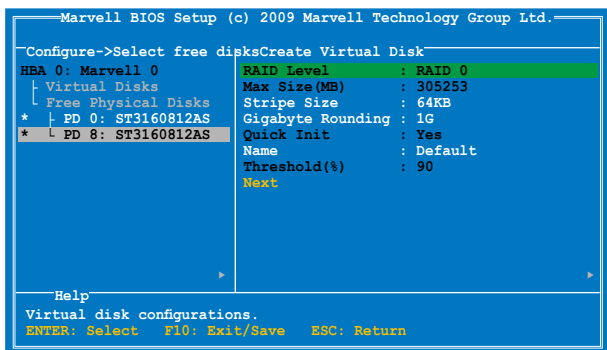 Marvell BIOS Setup (c) 2009 Marvell Technology Group Ltd.
Configure->Select free disksCreate Virtual Disk
HBA 0: Marvell 0
Virtual Disks
Free Physical Disks
* PD 0: ST3160812AS
* PD 8: ST3160812AS
RAID Level : RAID 0
Max Size(MB) : 305253
Stripe Size : 64KB
Gigabyte Rounding : 1G
Quick Init : Yes
Name : Default
Threshold(%) : 90
Next
Help
Virtual disk configurations.
ENTER: Select F10: Exit/Save ESC: Return